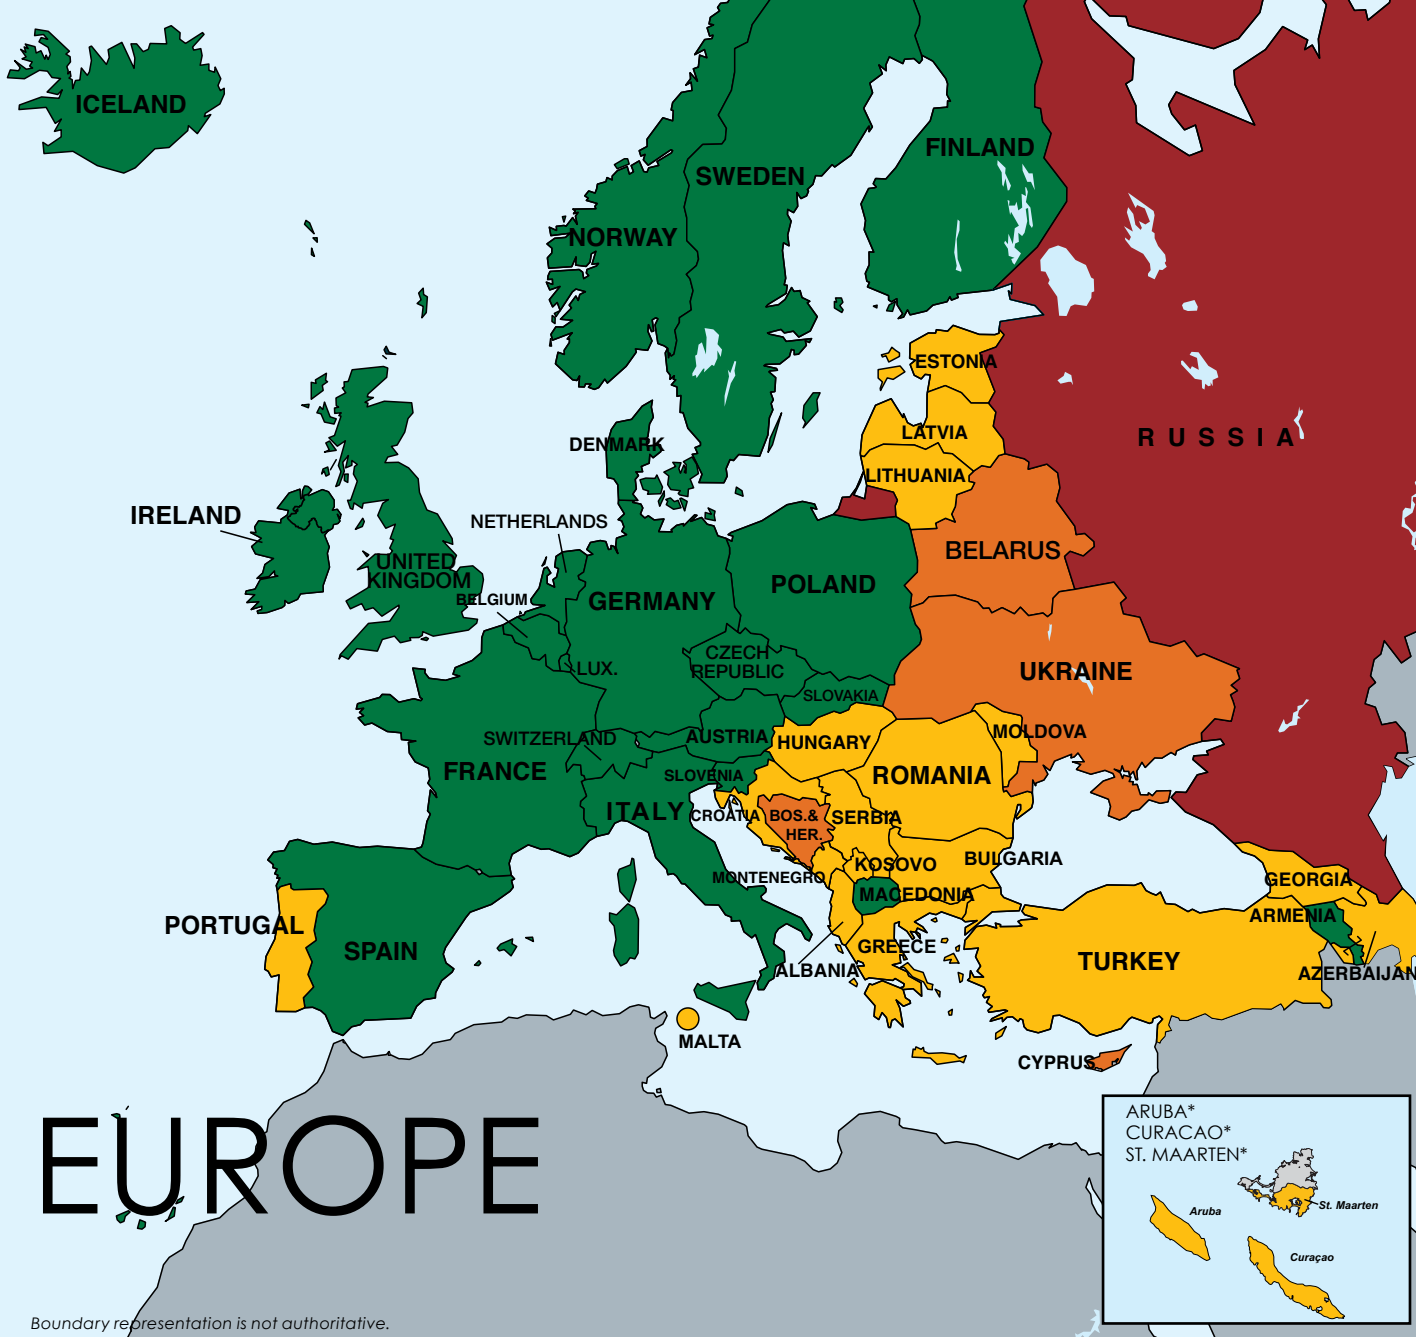 ICELAND
FINLAND
SWEDEN
NORWAY
ESTONIA
LATVIA
RUSSIA
DENMARK
LITHUANIA
IRELAND
NETHERLANDS
BELARUS
UNITED
KINGDOM
POLAND
BELGIUM
GERMANY
CZECH
REPUBLIC
LUX.
UKRAINE
SLOVAKIA
SWITZERLAND
AUSTRIA
HUNGARY
MOLDOVA
FRANCE
SLOVENIA
ROMANIA
ITALY
CROATIA
BOS.&
HER.
SERBIA
KOSOVO
BULGARIA
MONTENEGRO
MACEDONIA
GEORGIA
PORTUGAL
ARMENIA
SPAIN
GREECE
ALBANIA
TURKEY
AZERBAIJAN
MALTA
CYPRUS
EUROPE
ARUBA*
CURACAO*
ST. MAARTEN*
St. Maarten
Aruba
Curaçao
Boundary representation is not authoritative.